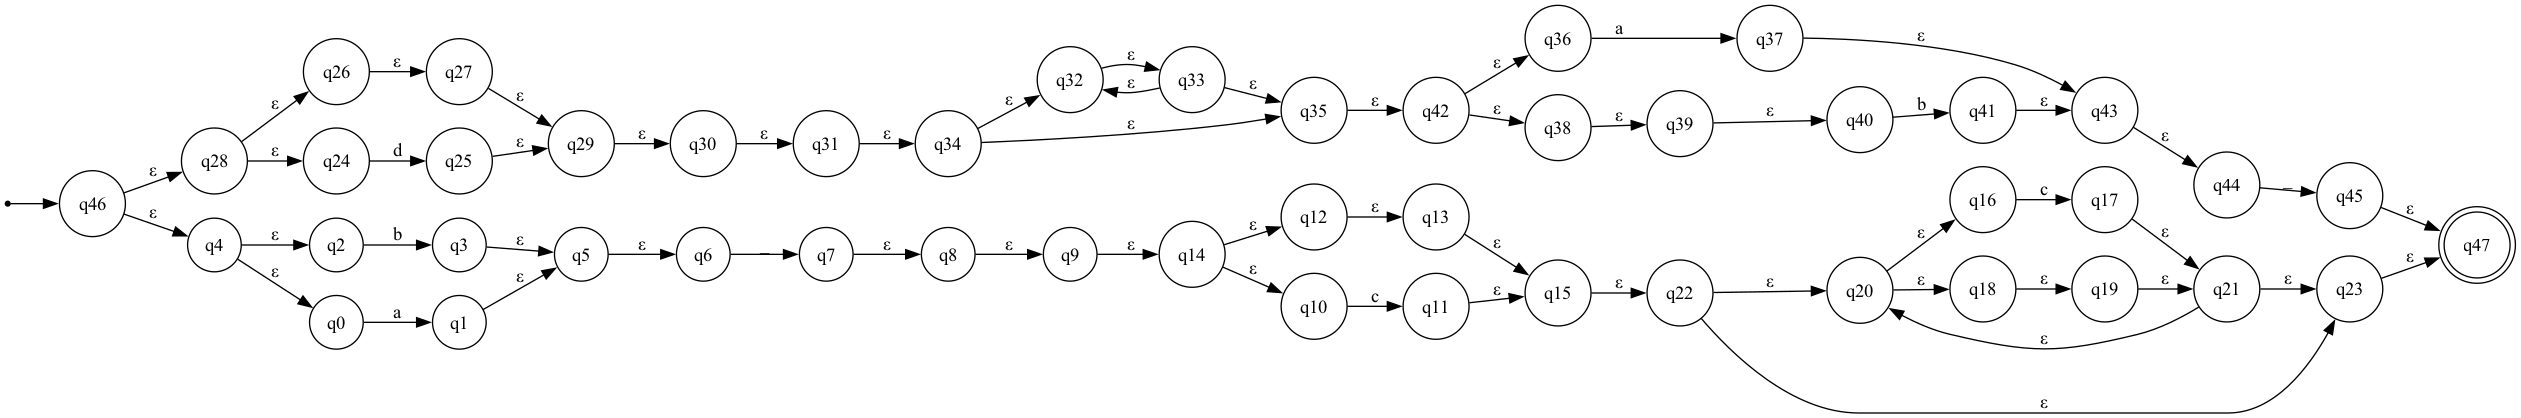 q46 ε q28 ε q26 ε q27 ε q29 ε q30 ε q31 ε q34 ε q32 ε q33 ε ε q35 ε q42 ε q36 a q37 ε q43
ε q24 d q25 ε
ε
ε q38 ε q39 ε q40 b q41 ε
ε q44 _ q45 ε q47
ε q4 ε q2 b q3 ε q5 ε q6 _ q7 ε q8 ε q9 ε q14 ε q12 ε q13 ε q15 ε q22 ε q20 ε q16 c q17 ε q21 ε q23 ε
ε q0 a q1 ε
ε q10 c q11 ε
ε q18 ε q19 ε
ε
ε